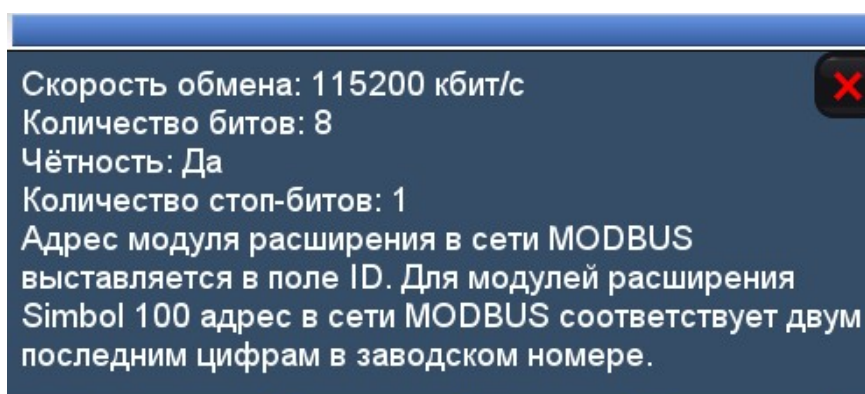 Скорость обмена: 115200 кбит/с
Количество битов: 8
Чётность: Да
Количество стоп-битов: 1
Адрес модуля расширения в сети MODBUS
выставляется в поле ID. Для модулей расширения
Simbol 100 адрес в сети MODBUS соответствует двум
последним цифрам в заводском номере.